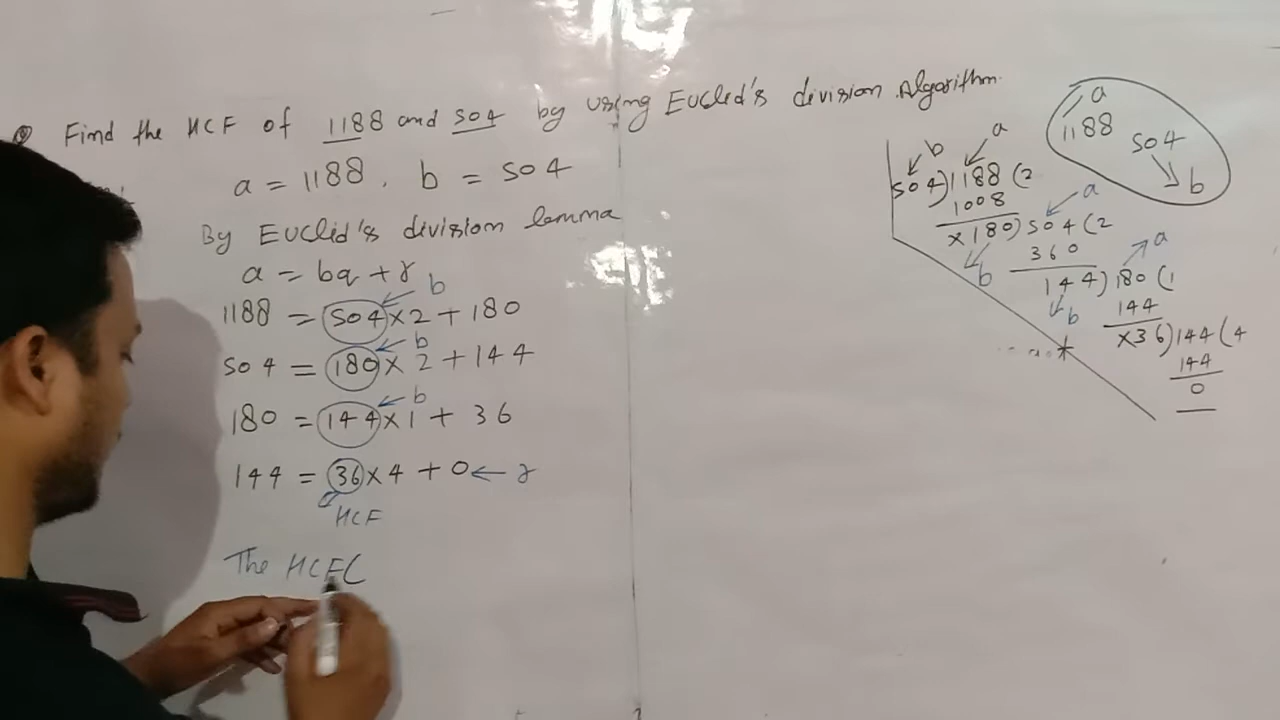 Find the HCF of 1188 and 504 by using Euclid's division Algorithm.
a = 1188, b = 504
By Euclid's division lemma
a = bq + r
b
1188 = 504 × 2 + 180
b
504 = 180 × 2 + 144
b
180 = 144 × 1 + 36
144 = 36 × 4 + 0 ← r
HCF
The HCF(
a
1188
504
b
b a
504)1188(2
1008
a
×180)504(2
b
360
a
144)180(1
b
144
×36)144(4
144
0